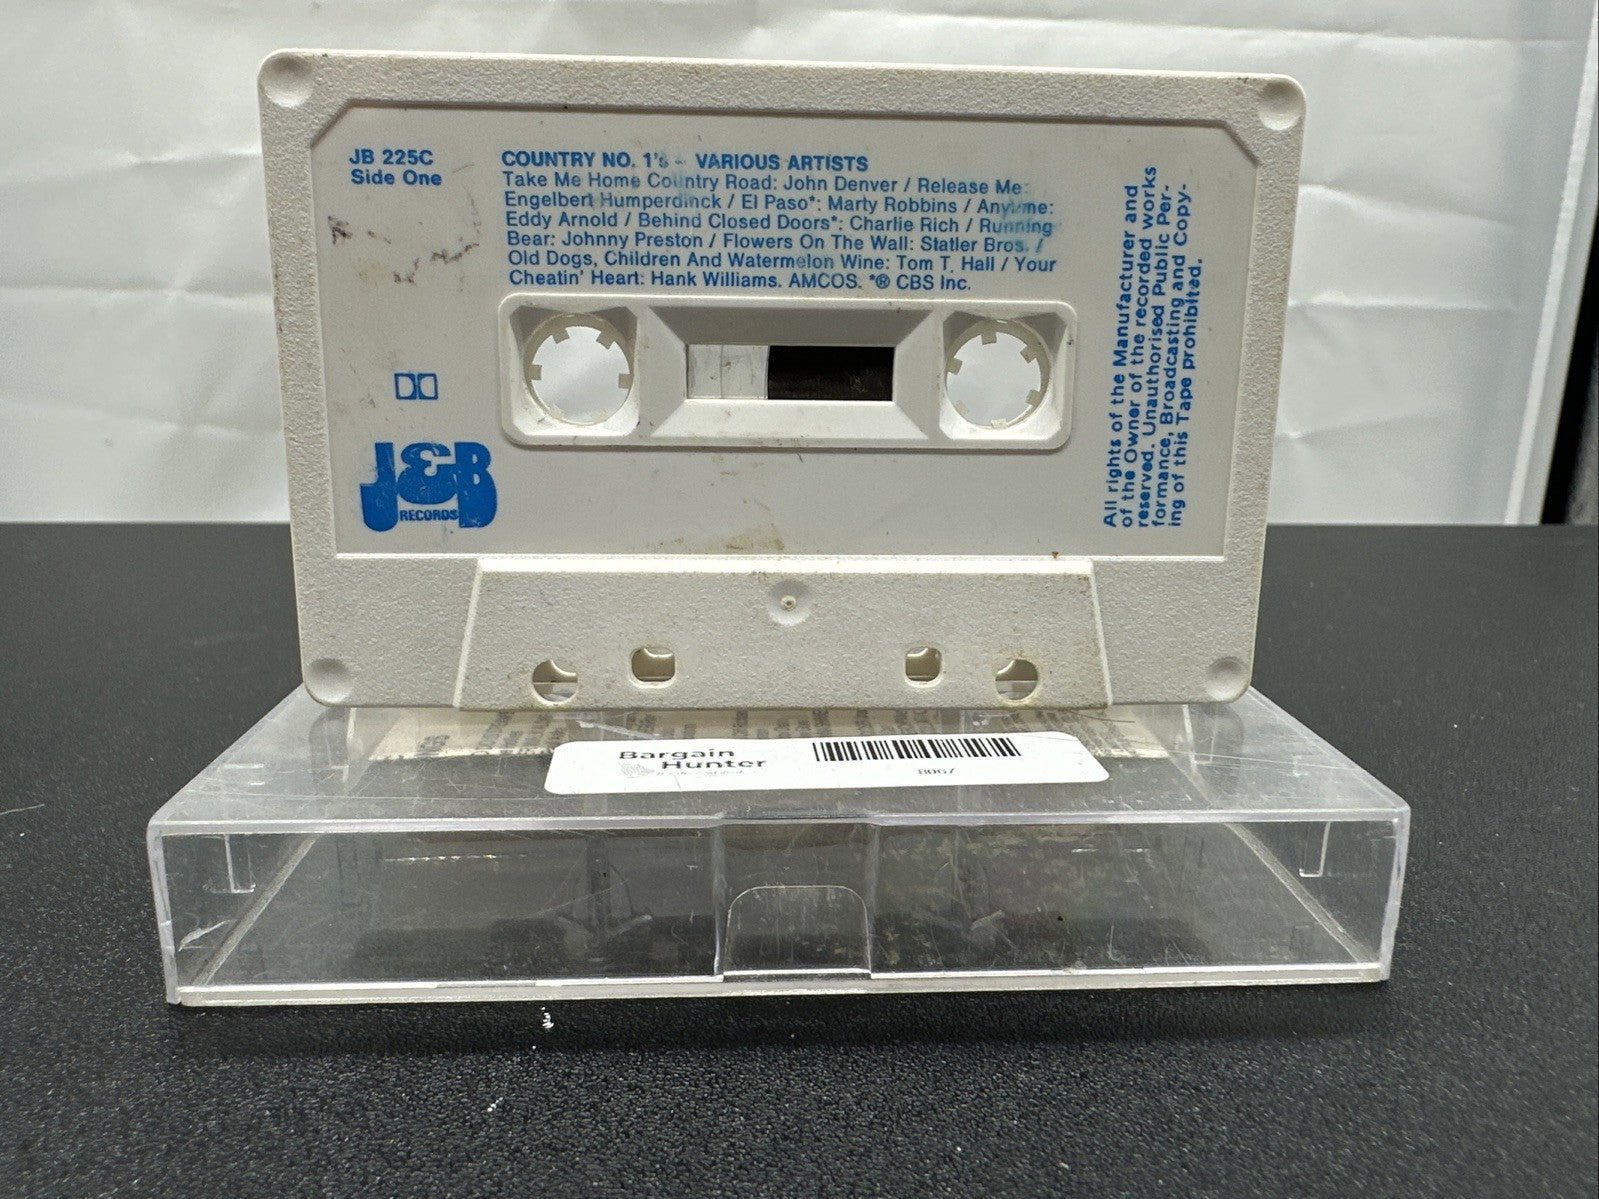 JB 225C
Side One
COUNTRY NO. 1's - VARIOUS ARTISTS
Take Me Home Country Road: John Denver / Release Me:
Engelbert Humperdinck / El Paso*: Marty Robbins / Anytime:
Eddy Arnold / Behind Closed Doors*: Charlie Rich / Running
Bear: Johnny Preston / Flowers On The Wall: Statler Bros. /
Old Dogs, Children And Watermelon Wine: Tom T. Hall / Your
Cheatin' Heart: Hank Williams. AMCOS. *® CBS Inc.
J&B
RECORDS
All rights of the Manufacturer and
of the Owner of the recorded works
reserved. Unauthorised Public Per-
formance, Broadcasting and Copy-
ing of this Tape prohibited.
Bargain
Hunter
8067